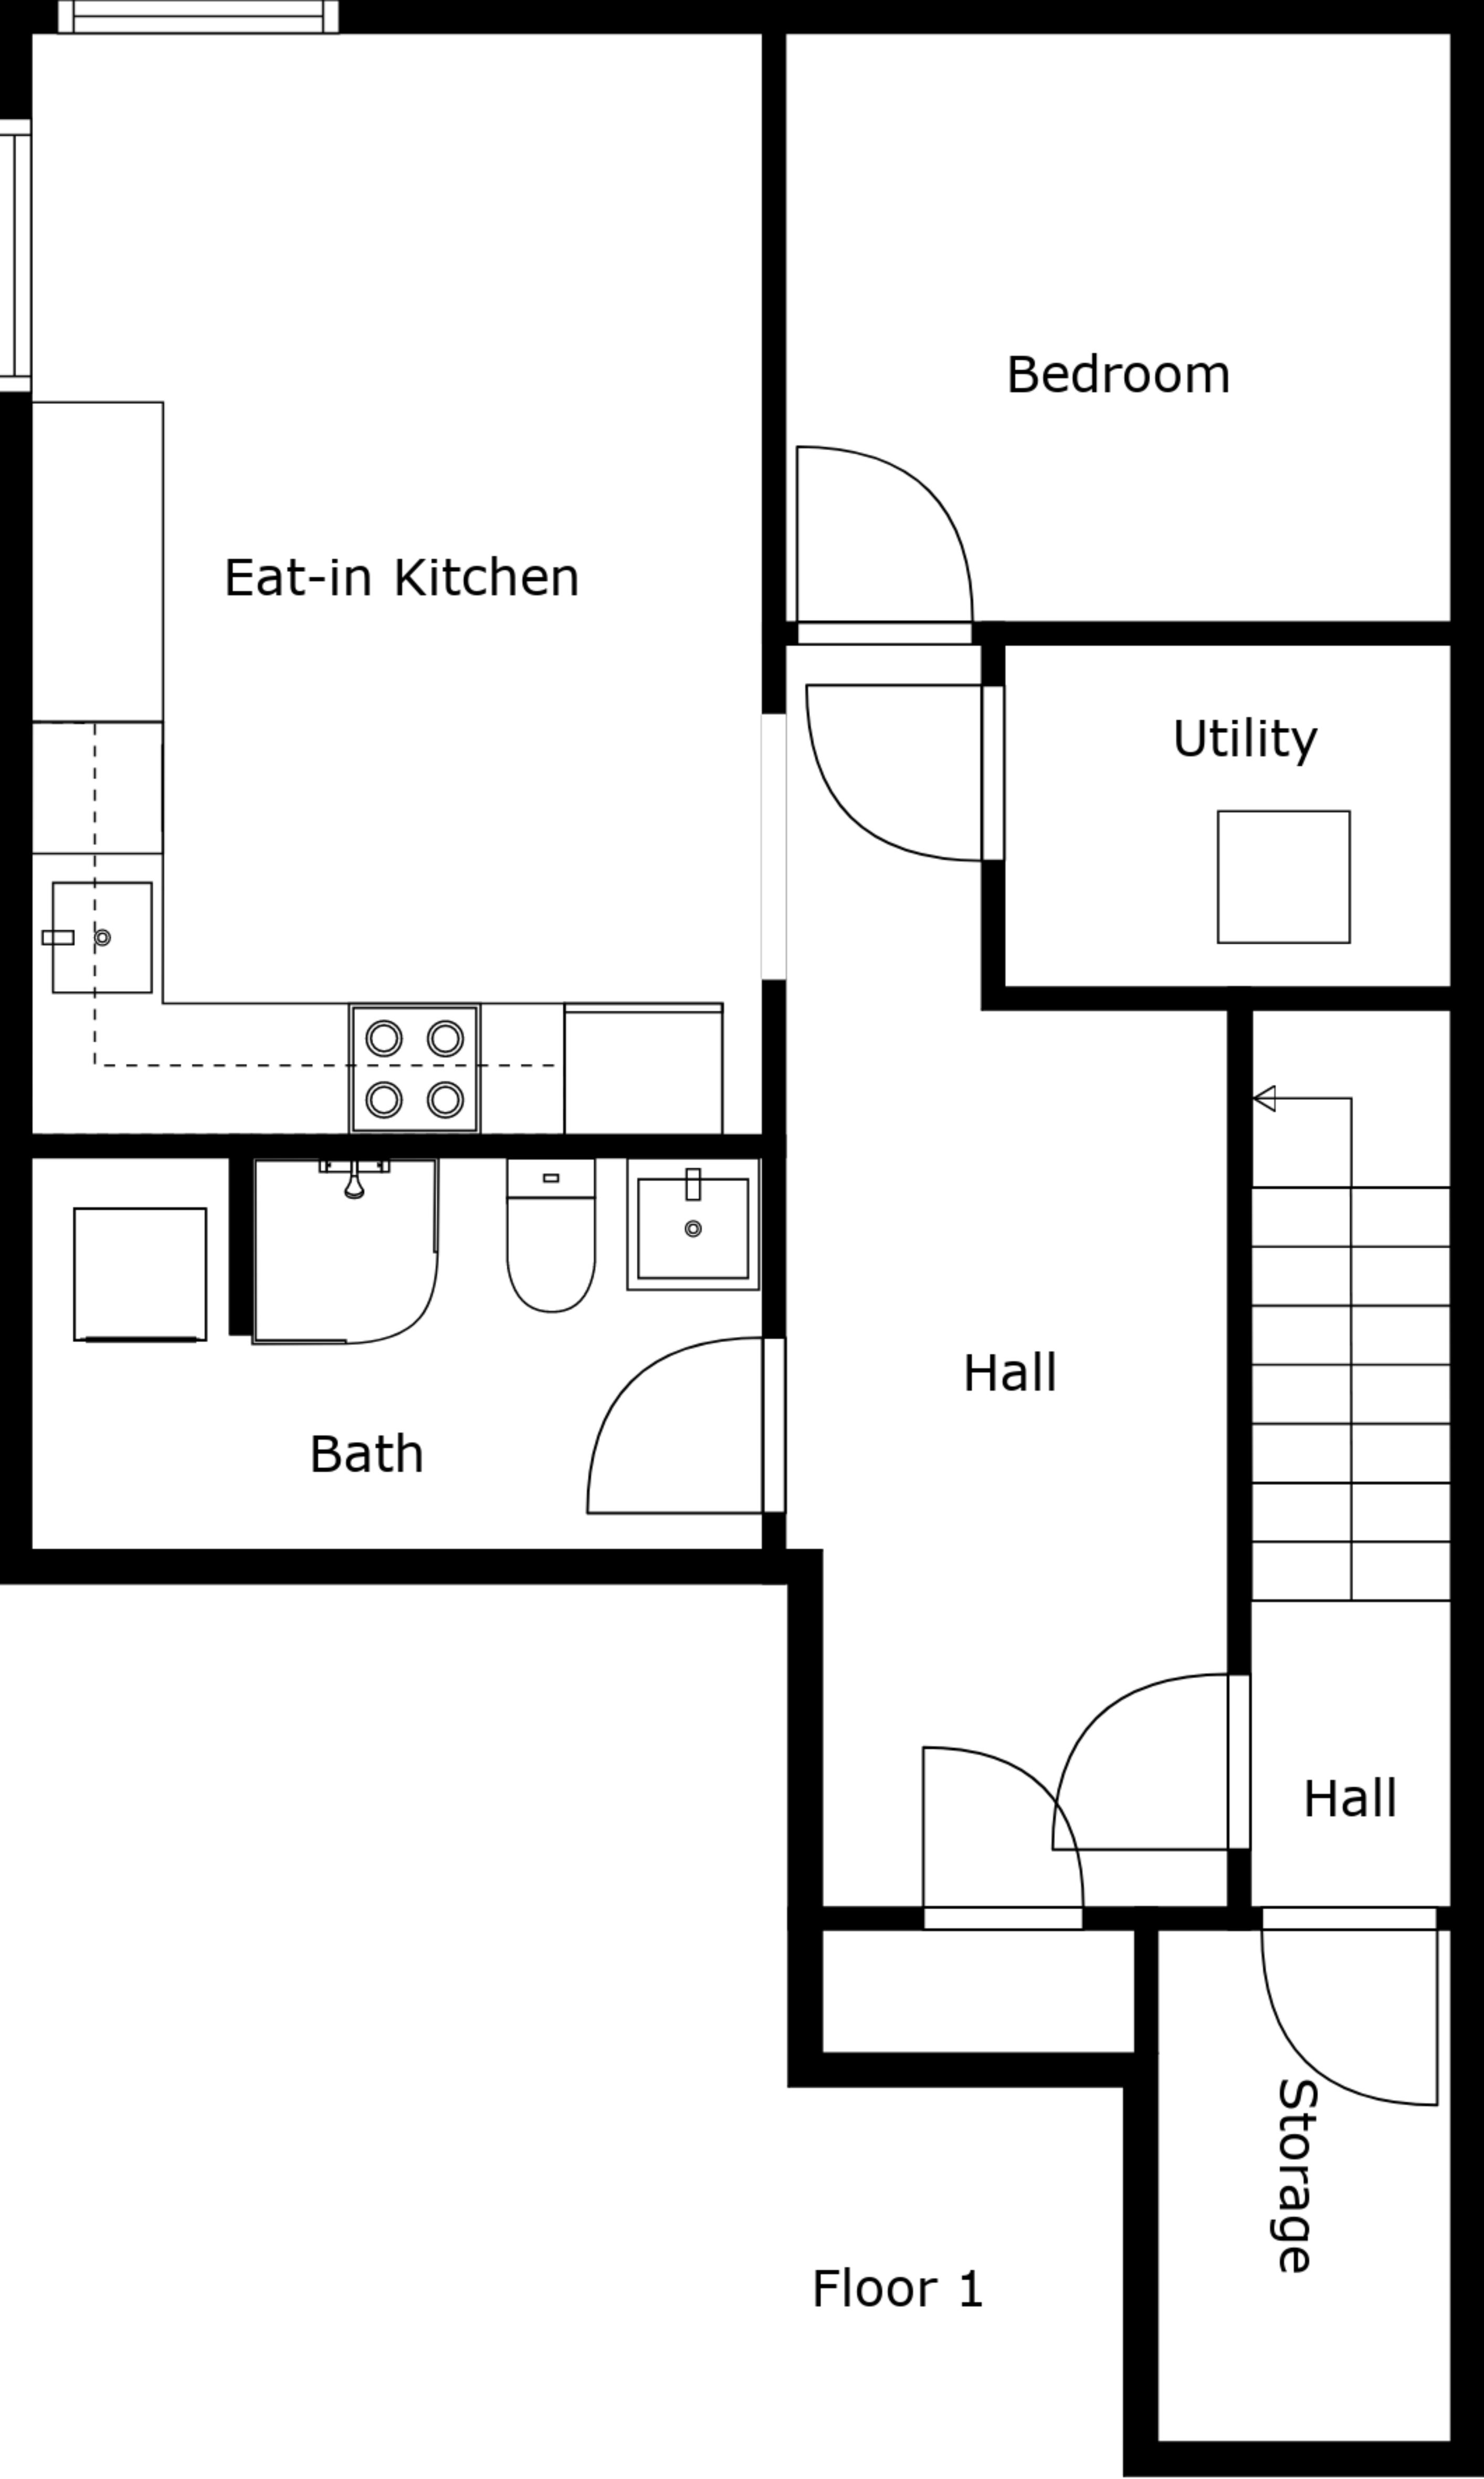 Bedroom
Eat-in Kitchen
Utility
Hall
Bath
Hall
Storage
Floor 1